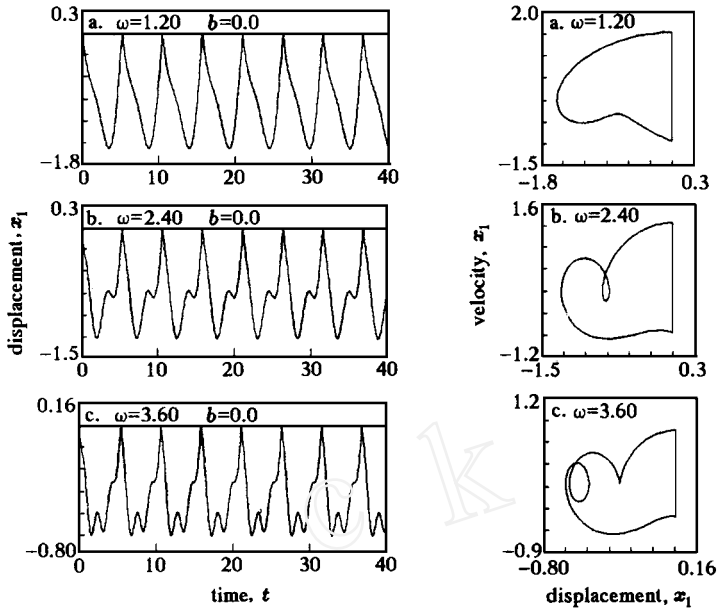 0.3
a. ω=1.20 b=0.0
−1.8
0 10 20 30 40
0.3
b. ω=2.40 b=0.0
−1.5
0 10 20 30 40
0.16
c. ω=3.60 b=0.0
−0.80
0 10 20 30 40
displacement, x₁
time, t
2.0
a. ω=1.20
−1.5
−1.8 0.3
1.6
b. ω=2.40
−1.2
−1.5 0.3
1.2
c. ω=3.60
−0.9
−0.80 0.16
velocity, ẋ₁
displacement, x₁